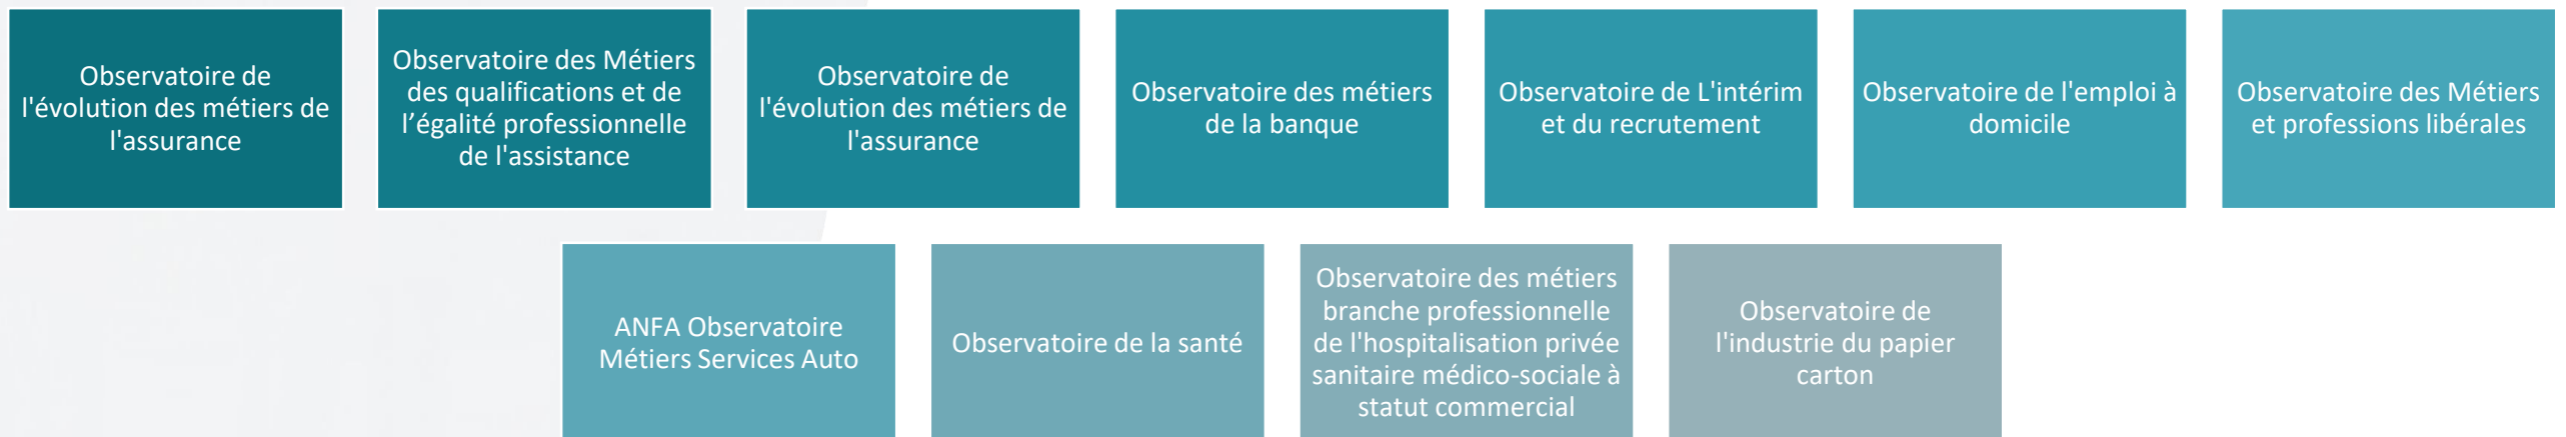 Observatoire de
l'évolution des métiers de
l'assurance
Observatoire des Métiers
des qualifications et de
l’égalité professionnelle
de l'assistance
Observatoire de
l'évolution des métiers de
l'assurance
Observatoire des métiers
de la banque
Observatoire de L'intérim
et du recrutement
Observatoire de l'emploi à
domicile
Observatoire des Métiers
et professions libérales
ANFA Observatoire
Métiers Services Auto
Observatoire de la santé
Observatoire des métiers
branche professionnelle
de l'hospitalisation privée
sanitaire médico-sociale à
statut commercial
Observatoire de
l'industrie du papier
carton